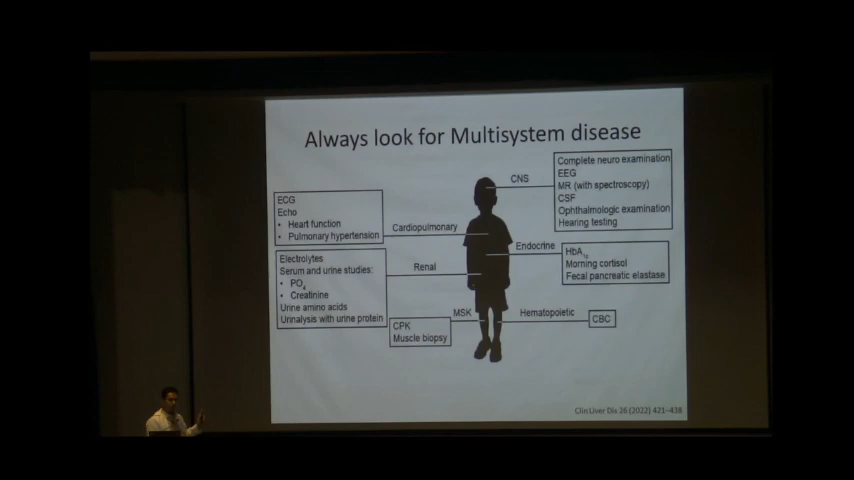 Always look for Multisystem disease
CNS
Complete neuro examination
EEG
MR (with spectroscopy)
CSF
Ophthalmologic examination
Hearing testing
ECG
Echo
• Heart function
• Pulmonary hypertension
Cardiopulmonary
Endocrine
HbA1c
Morning cortisol
Fecal pancreatic elastase
Electrolytes
Serum and urine studies:
• PO4
• Creatinine
Urine amino acids
Urinalysis with urine protein
Renal
MSK
CPK
Muscle biopsy
Hematopoietic
CBC
Clin Liver Dis 26 (2022) 421–438